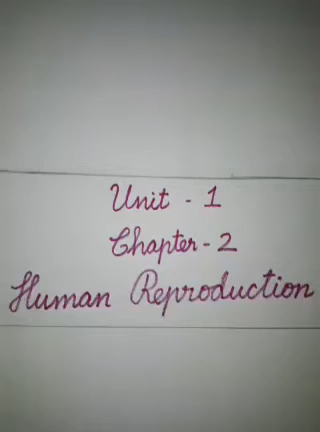 Unit - 1
Chapter - 2
Human Reproduction